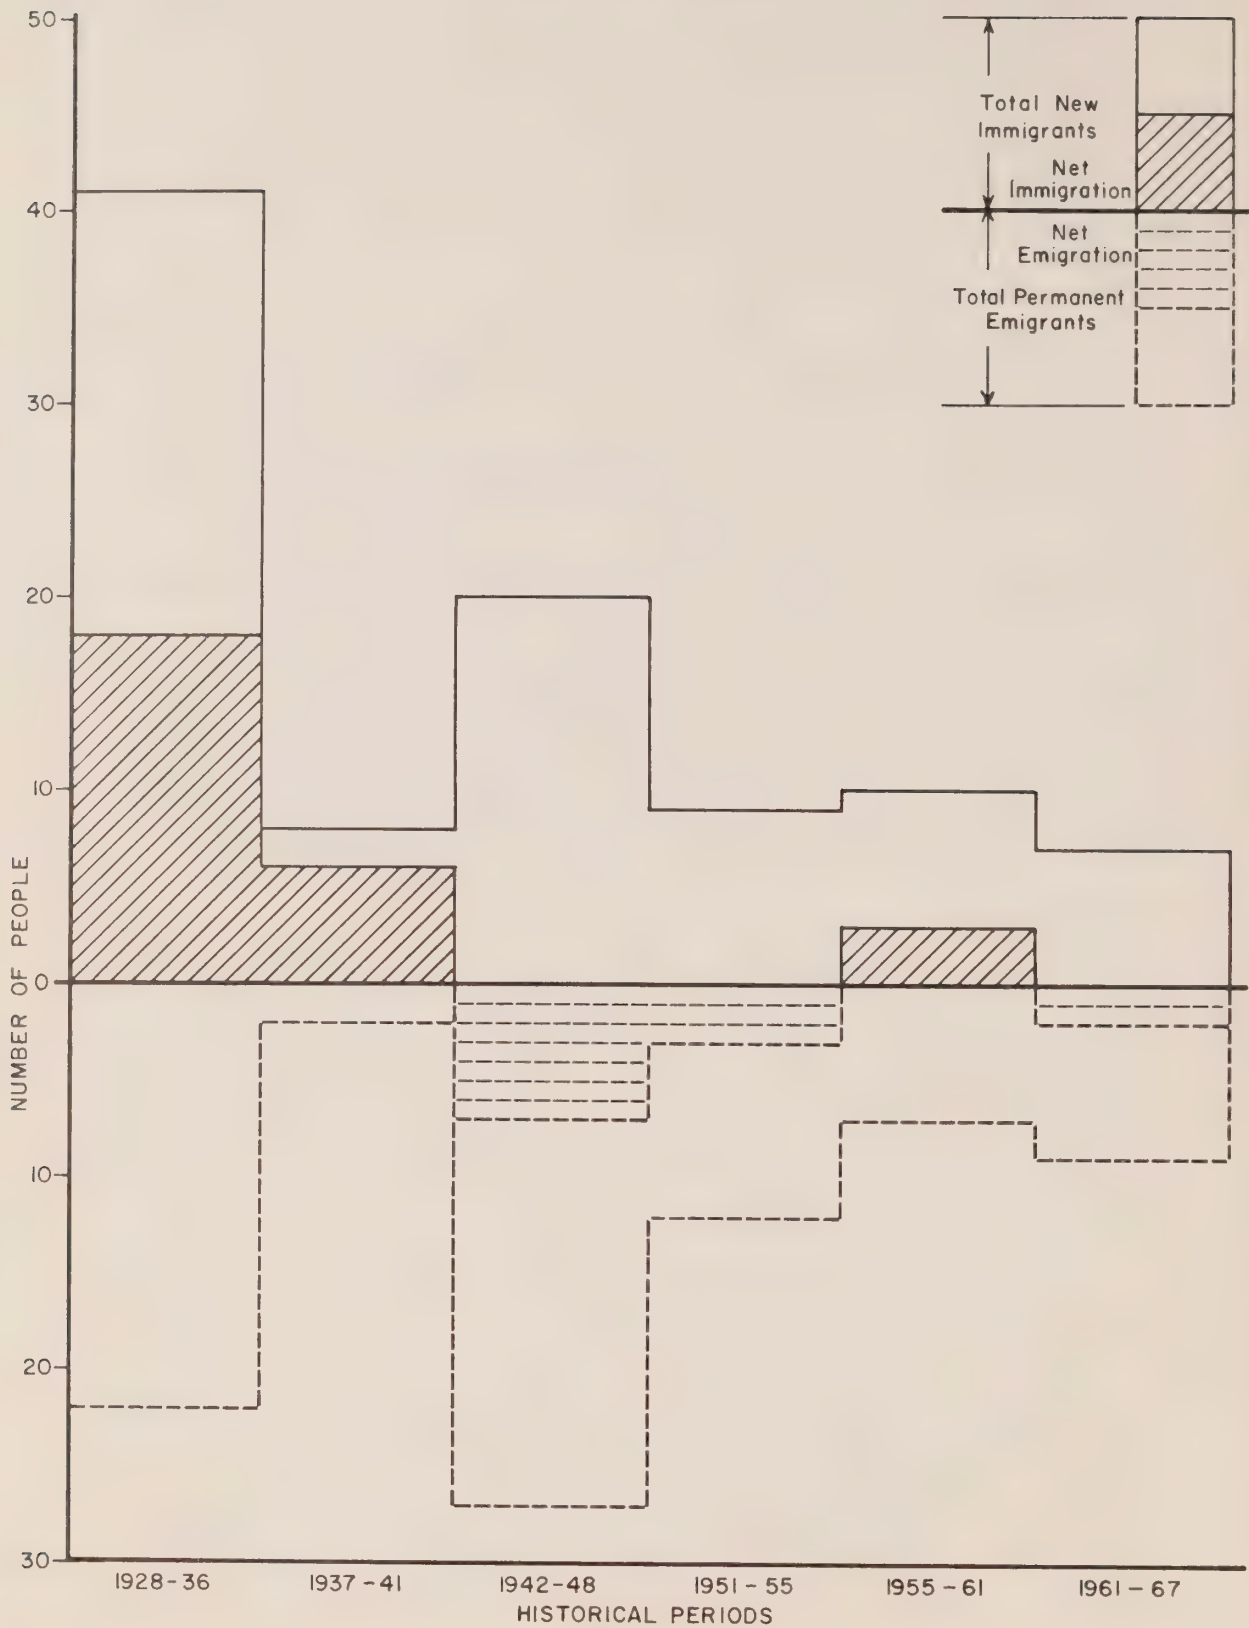 50
40
30
20
10
0
10
20
30
NUMBER OF PEOPLE
Total New
Immigrants
Net
Immigration
Net
Emigration
Total Permanent
Emigrants
1928-36
1937-41
1942-48
1951-55
1955-61
1961-67
HISTORICAL PERIODS